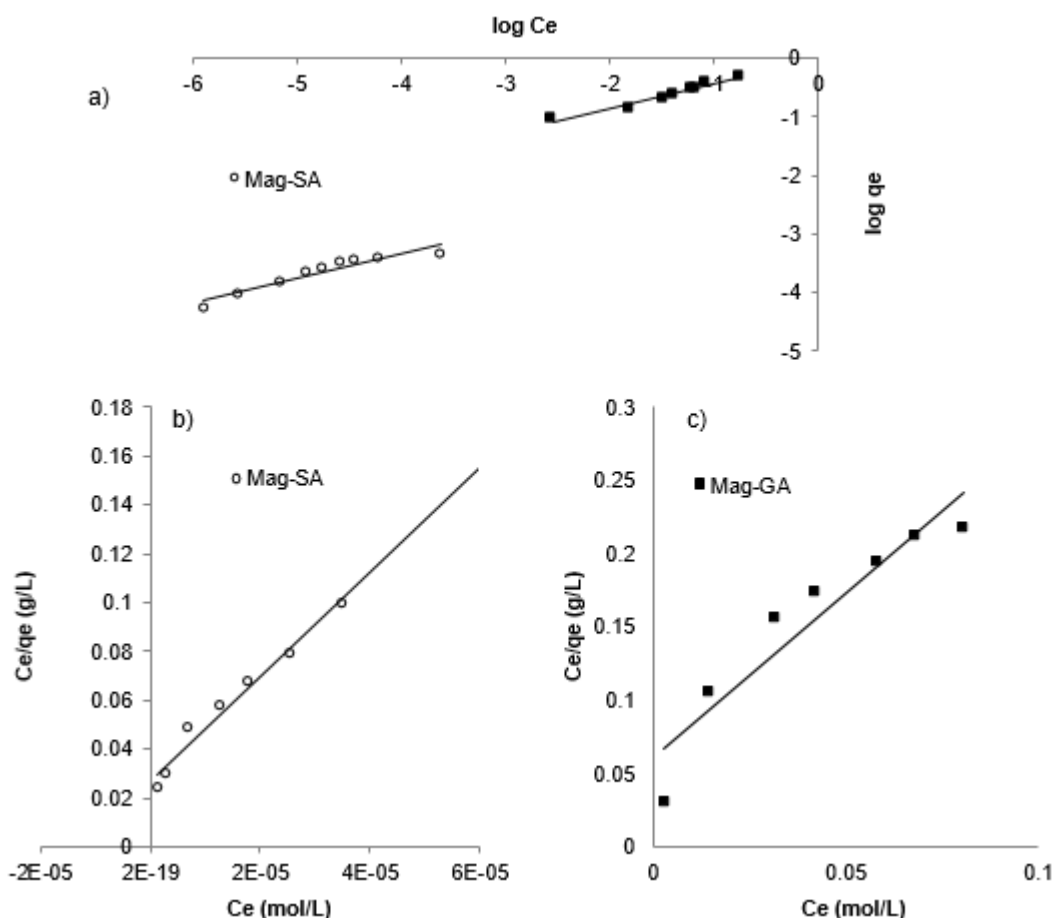 log Ce
-6 -5 -4 -3 -2 -1 0
a)
0
-1
-2
-3
-4
-5
log qe
Mag-SA
b)
Mag-SA
0.18
0.16
0.14
0.12
0.1
0.08
0.06
0.04
0.02
0
Ce/qe (g/L)
-2E-05 2E-19 2E-05 4E-05 6E-05
Ce (mol/L)
c)
Mag-GA
0.3
0.25
0.2
0.15
0.1
0.05
0
Ce/qe (g/L)
0 0.05 0.1
Ce (mol/L)